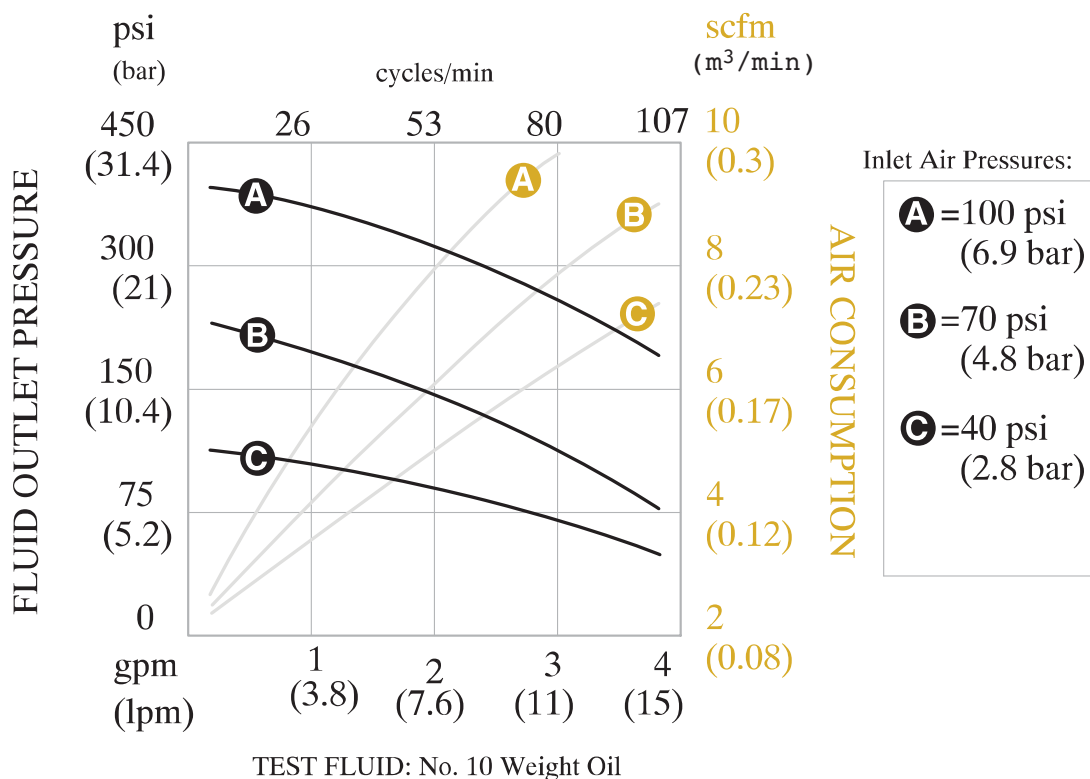 psi
(bar)
cycles/min
scfm
(m³/min)
26 53 80 107
450
(31.4)
300
(21)
150
(10.4)
75
(5.2)
0
FLUID OUTLET PRESSURE
A
B
C
A
B
C
10
(0.3)
8
(0.23)
6
(0.17)
4
(0.12)
2
(0.08)
AIR CONSUMPTION
Inlet Air Pressures:
A =100 psi
(6.9 bar)
B =70 psi
(4.8 bar)
C =40 psi
(2.8 bar)
gpm 1 2 3 4
(lpm) (3.8) (7.6) (11) (15)
TEST FLUID: No. 10 Weight Oil